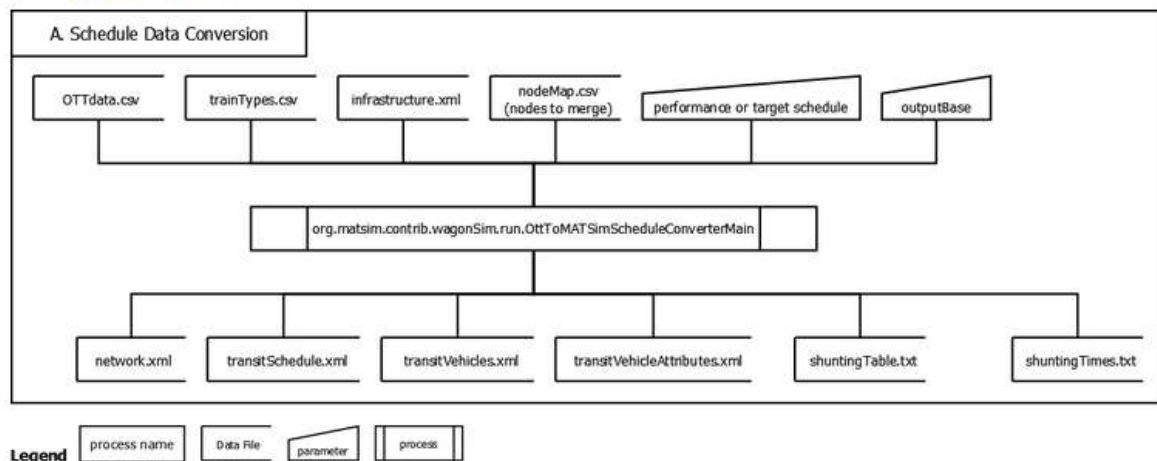 A. Schedule Data Conversion
OTTdata.csv
trainTypes.csv
infrastructure.xml
nodeMap.csv
(nodes to merge)
performance or target schedule
outputBase
org.matsim.contrib.wagonSim.run.OttToMATSimScheduleConverterMain
network.xml
transitSchedule.xml
transitVehicles.xml
transitVehicleAttributes.xml
shuntingTable.txt
shuntingTimes.txt
Legend
process name
Data File
parameter
process